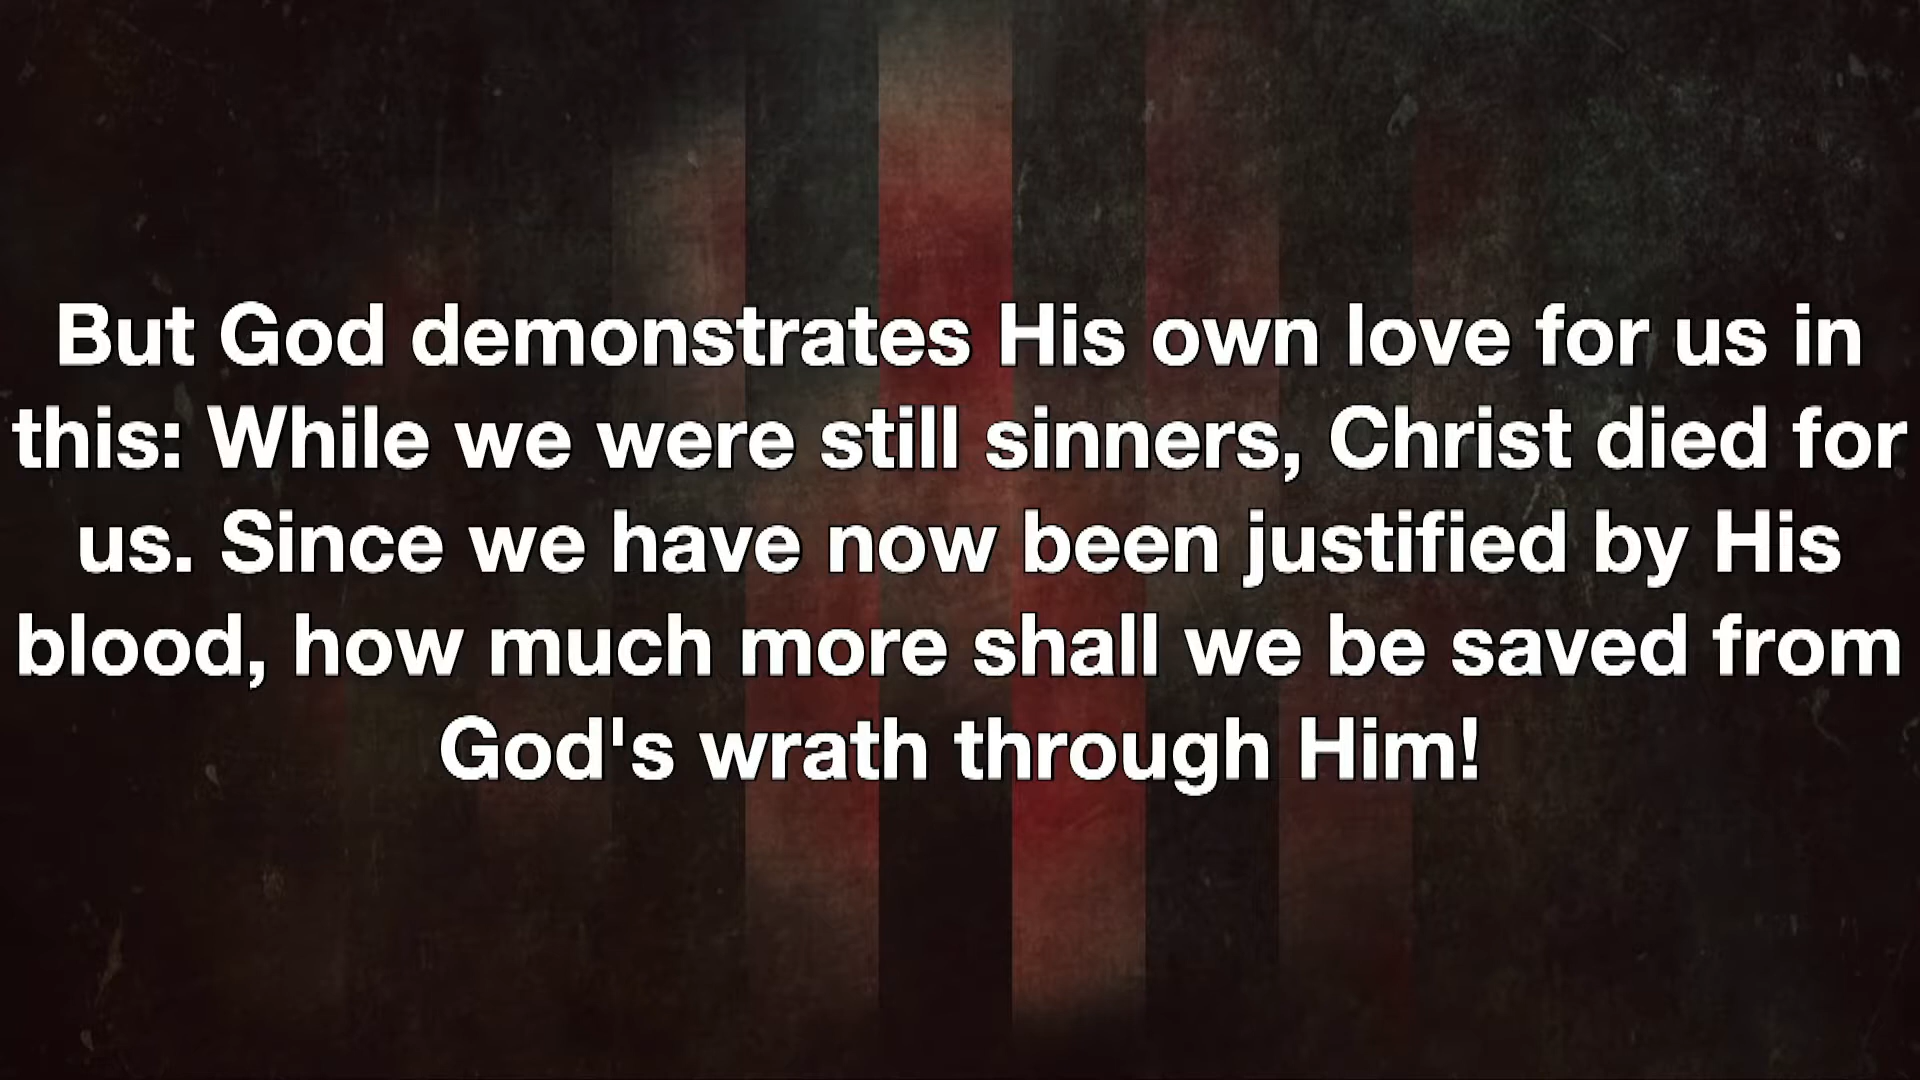 But God demonstrates His own love for us in
this: While we were still sinners, Christ died for
us. Since we have now been justified by His
blood, how much more shall we be saved from
God's wrath through Him!